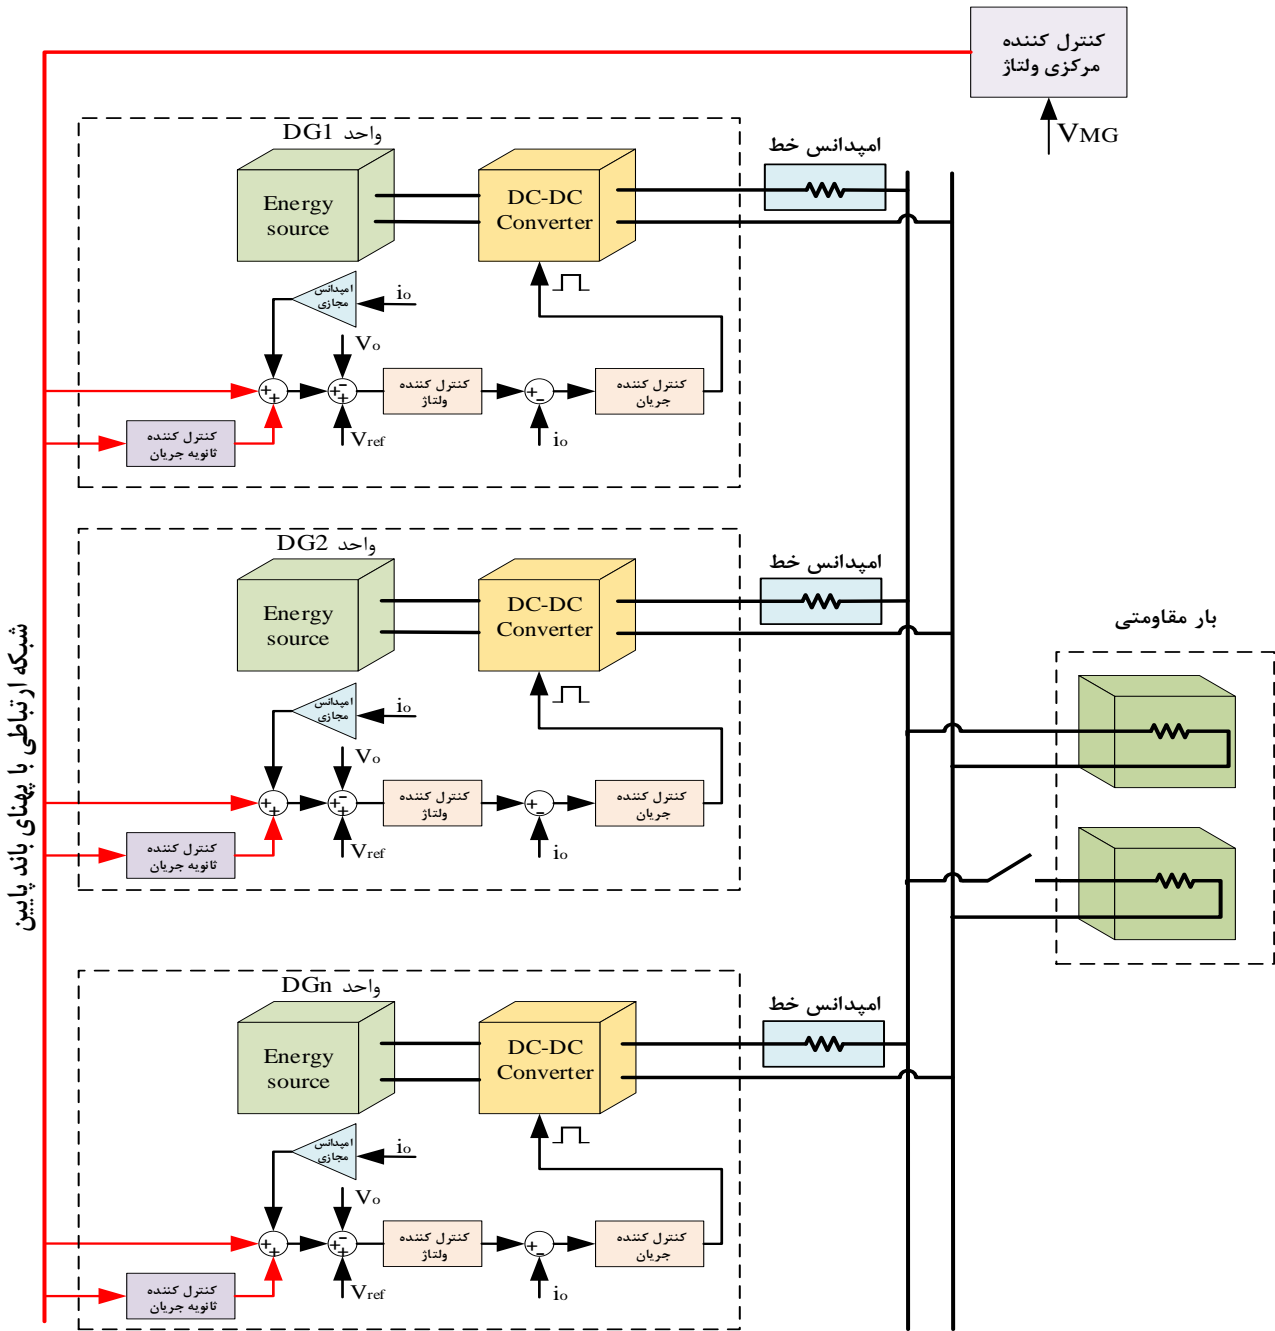 کنترل کننده
مرکزی ولتاژ
VMG
شبکه ارتباطی با پهنای باند پایین
واحد DG1
Energy
source
DC-DC
Converter
امپدانس خط
امپدانس
مجازی
io
Vo
+
+
-
+
Vref
کنترل کننده
ولتاژ
+
-
io
کنترل کننده
جریان
کنترل کننده
ثانویه جریان
واحد DG2
Energy
source
DC-DC
Converter
امپدانس خط
امپدانس
مجازی
io
Vo
+
+
-
+
Vref
کنترل کننده
ولتاژ
+
-
io
کنترل کننده
جریان
کنترل کننده
ثانویه جریان
بار مقاومتی
واحد DGn
Energy
source
DC-DC
Converter
امپدانس خط
امپدانس
مجازی
io
Vo
+
+
-
+
Vref
کنترل کننده
ولتاژ
+
-
io
کنترل کننده
جریان
کنترل کننده
ثانویه جریان